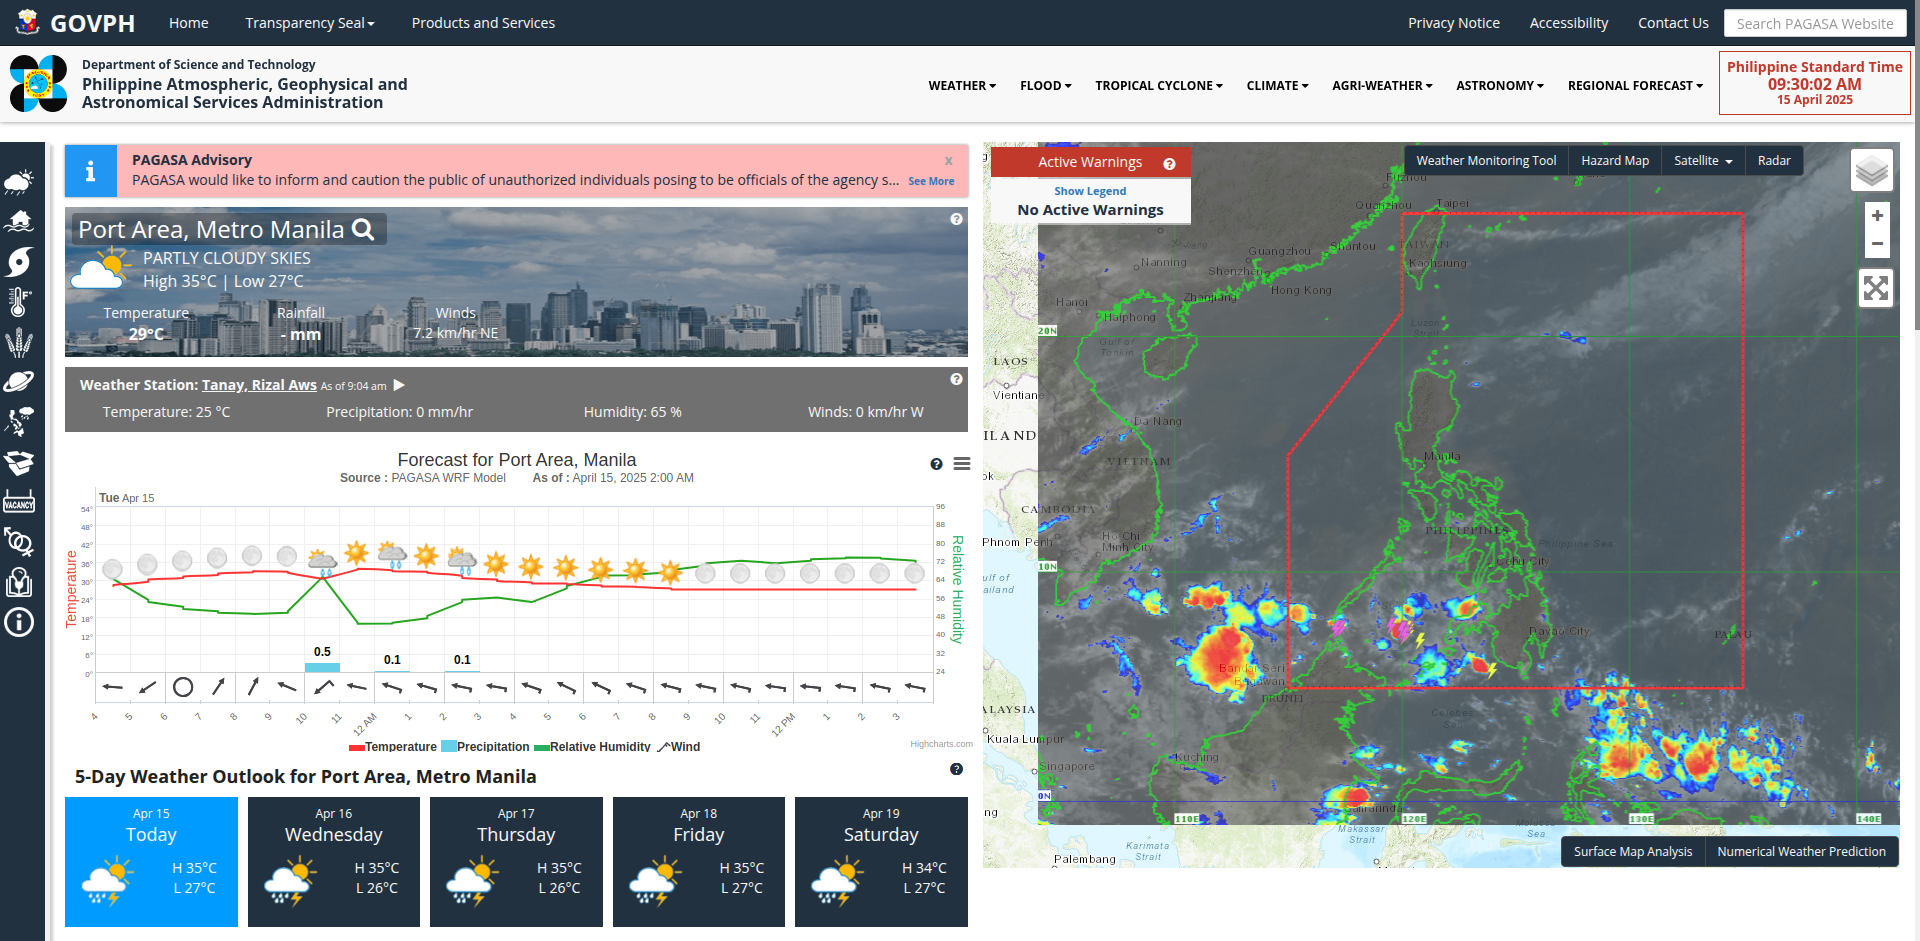 GOVPH
Home
Transparency Seal
Products and Services
Privacy Notice
Accessibility
Contact Us
Search PAGASA Website
Department of Science and Technology
Philippine Atmospheric, Geophysical and
Astronomical Services Administration
WEATHER
FLOOD
TROPICAL CYCLONE
CLIMATE
AGRI-WEATHER
ASTRONOMY
REGIONAL FORECAST
Philippine Standard Time
09:30:02 AM
15 April 2025
VACANCY
PAGASA Advisory
x
PAGASA would like to inform and caution the public of unauthorized individuals posing to be officials of the agency s...
See More
Port Area, Metro Manila
PARTLY CLOUDY SKIES
High 35°C | Low 27°C
Temperature
Rainfall
Winds
29°C
- mm
7.2 km/hr NE
Weather Station: Tanay, Rizal Aws As of 9:04 am
Temperature: 25 °C
Precipitation: 0 mm/hr
Humidity: 65 %
Winds: 0 km/hr W
Forecast for Port Area, Manila
Source : PAGASA WRF Model
As of : April 15, 2025 2:00 AM
Tue Apr 15
Temperature
54°
48°
42°
36°
30°
24°
18°
12°
6°
0°
96
88
80
72
64
56
48
40
32
24
Relative Humidity
0.5
0.1
0.1
4 5 6 7 8 9 10 11 12 AM 1 2 3 4 5 6 7 8 9 10 11 12 PM 1 2 3
Temperature
Precipitation
Relative Humidity
Wind
Highcharts.com
5-Day Weather Outlook for Port Area, Metro Manila
Apr 15
Today
H 35°C
L 27°C
Apr 16
Wednesday
H 35°C
L 26°C
Apr 17
Thursday
H 35°C
L 26°C
Apr 18
Friday
H 35°C
L 27°C
Apr 19
Saturday
H 34°C
L 27°C
Active Warnings
Show Legend
No Active Warnings
Weather Monitoring Tool
Hazard Map
Satellite
Radar
+
−
Fuzhou
Quanzhou
Taipei
TAIWAN
Kaohsiung
Guangzhou
Shantou
Nanning
Shenzhen
Hong Kong
Hanoi
Zhanjiang
Haiphong
Luzon
Strait
20N
Gulf of
Tonkin
LAOS
Vientiane
Da Nang
ILAND
VIETNAM
Manila
ok
CAMBODIA
Phnom Penh
Ho Chi
Minh City
PHILIPPINES
Philippine Sea
Cebu City
10N
ulf of
ailand
Davao City
PALAU
Bandar Seri
Begawan
BRUNEI
ALAYSIA
Celebes
Sea
Kuala Lumpur
Kuching
Singapore
0N
Samarinda
ng
110E
120E
130E
140E
Makassar
Strait
Molucca
Sea
Karimata
Strait
Palembang
Surface Map Analysis
Numerical Weather Prediction